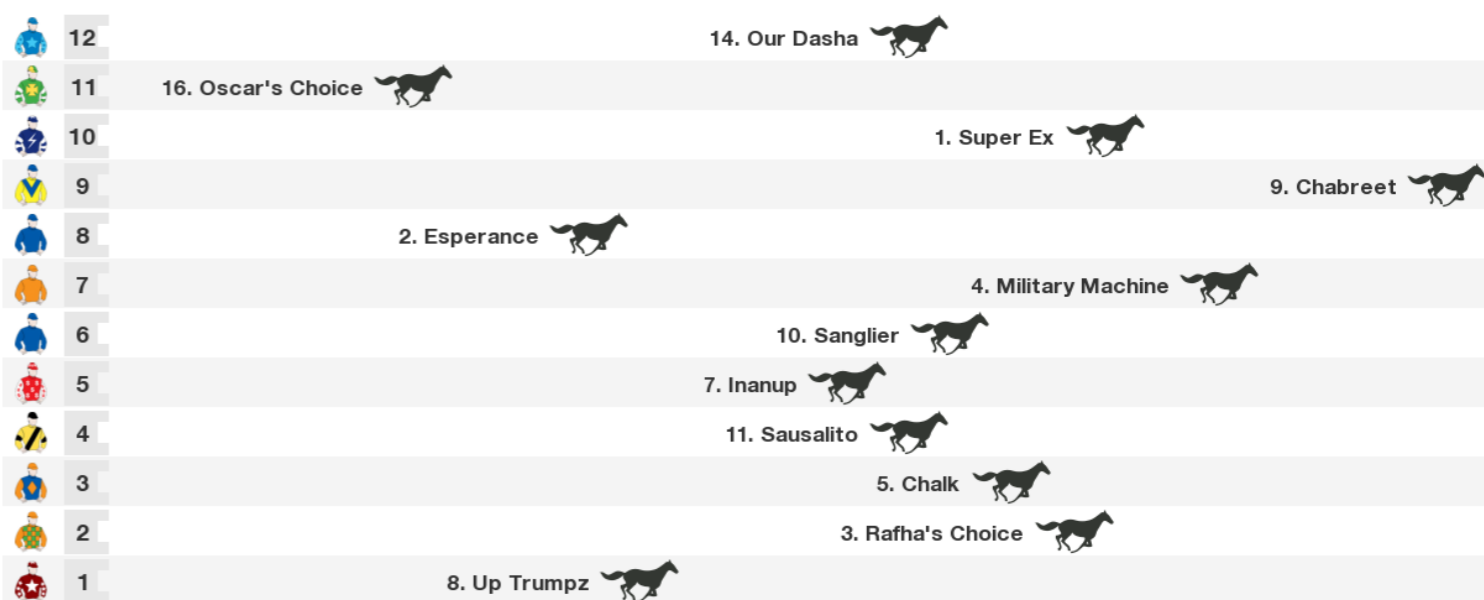 12 14. Our Dasha
11 16. Oscar's Choice
10 1. Super Ex
9 9. Chabreet
8 2. Esperance
7 4. Military Machine
6 10. Sanglier
5 7. Inanup
4 11. Sausalito
3 5. Chalk
2 3. Rafha's Choice
1 8. Up Trumpz